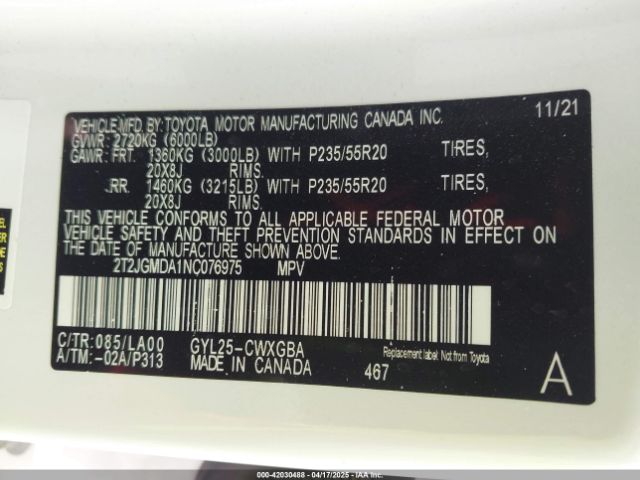 VEHICLE MFD. BY: TOYOTA MOTOR MANUFACTURING CANADA INC. 11/21
GVWR: 2720KG (6000LB)
GAWR: FRT. 1360KG (3000LB) WITH P235/55R20 TIRES,
20X8J RIMS.
RR. 1460KG (3215LB) WITH P235/55R20 TIRES,
20X8J RIMS.
THIS VEHICLE CONFORMS TO ALL APPLICABLE FEDERAL MOTOR
VEHICLE SAFETY AND THEFT PREVENTION STANDARDS IN EFFECT ON
THE DATE OF MANUFACTURE SHOWN ABOVE.
2T2JGMDA1NC076975 MPV
C/TR: 085/LA00 GYL25-CWXGBA Replacement label Not from Toyota
A/TM: -02A/P313 MADE IN CANADA 467 A
000-42030488 - 04/17/2025 - IAAI.COM